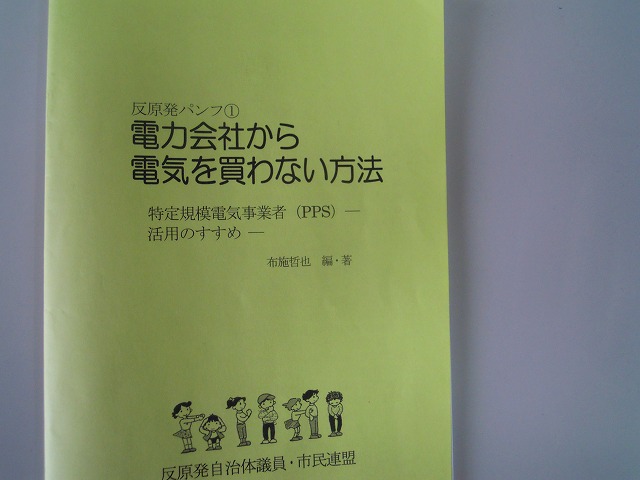 反原発パンフ①
電力会社から
電気を買わない方法
特定規模電気事業者（PPS）―
活用のすすめ ―
布施哲也　編・著
反原発自治体議員・市民連盟